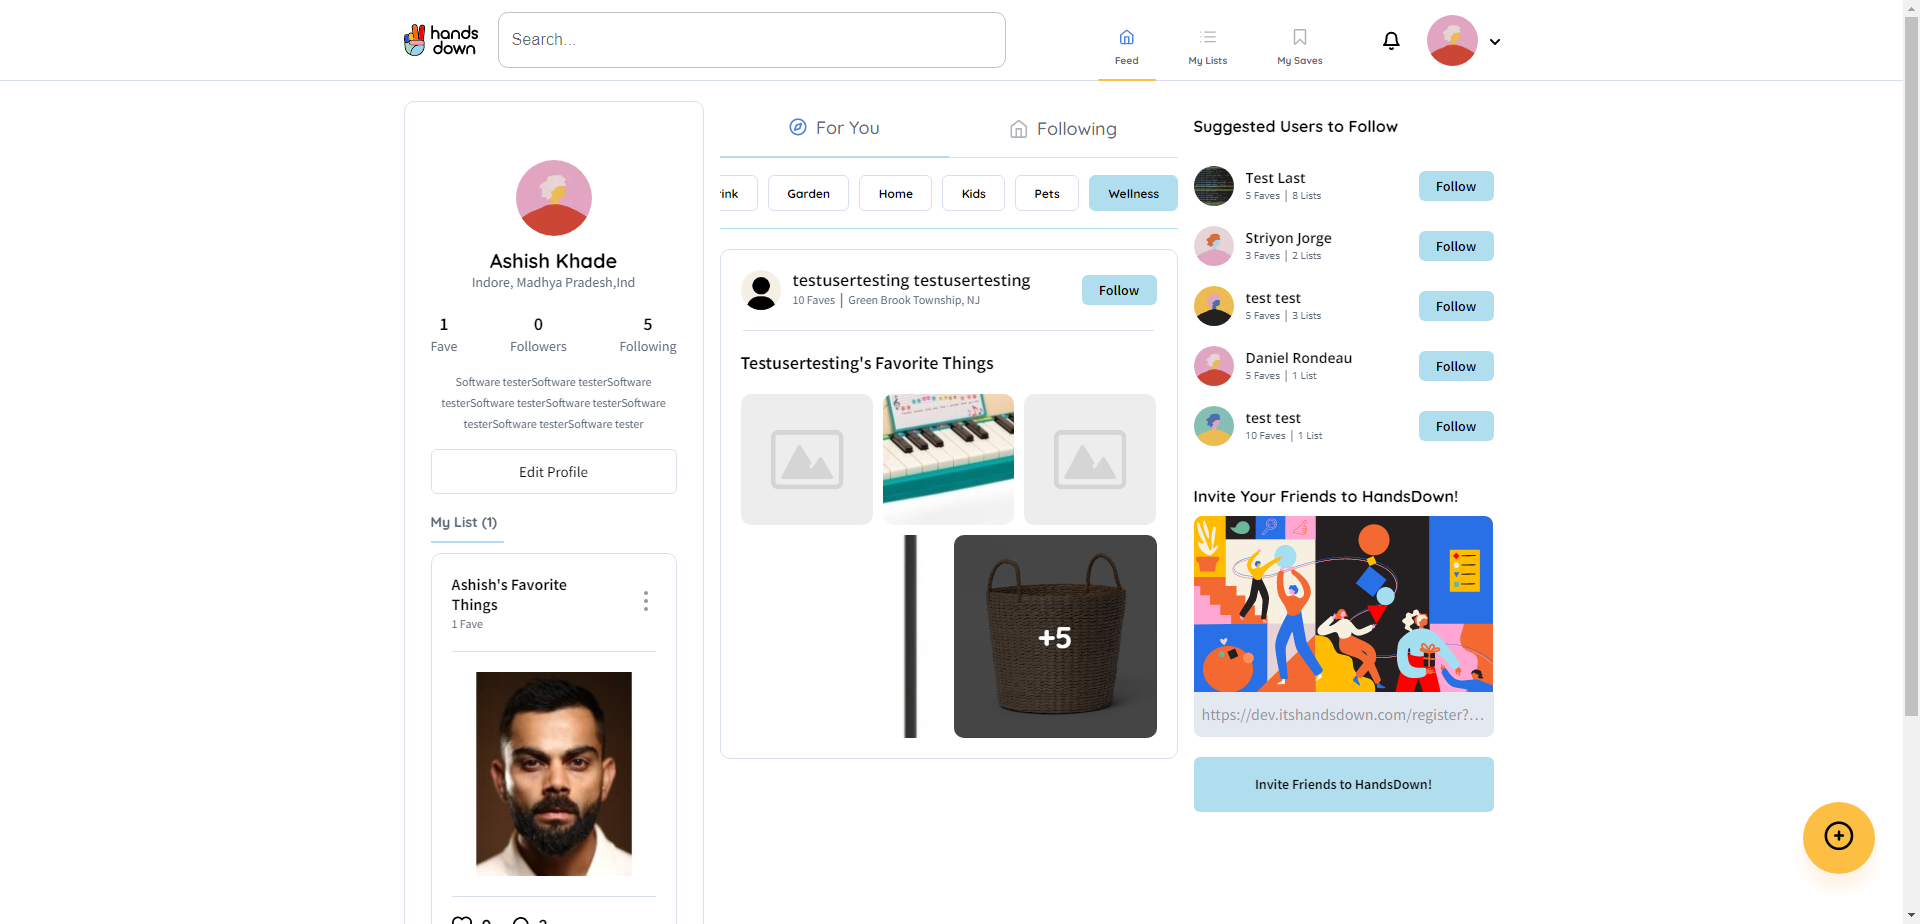 hands
down
Search...
Feed
My Lists
My Saves
Ashish Khade
Indore, Madhya Pradesh,Ind
1
0
5
Fave
Followers
Following
Software testerSoftware testerSoftware
testerSoftware testerSoftware testerSoftware
testerSoftware testerSoftware tester
Edit Profile
My List (1)
Ashish's Favorite
Things
1 Fave
For You
Following
Garden
Home
Kids
Pets
Wellness
testusertesting testusertesting
10 Faves | Green Brook Township, NJ
Follow
Testusertesting's Favorite Things
+5
Suggested Users to Follow
Test Last
5 Faves | 8 Lists
Follow
Striyon Jorge
3 Faves | 2 Lists
Follow
test test
5 Faves | 3 Lists
Follow
Daniel Rondeau
5 Faves | 1 List
Follow
test test
10 Faves | 1 List
Follow
Invite Your Friends to HandsDown!
https://dev.itshandsdown.com/register?...
Invite Friends to HandsDown!